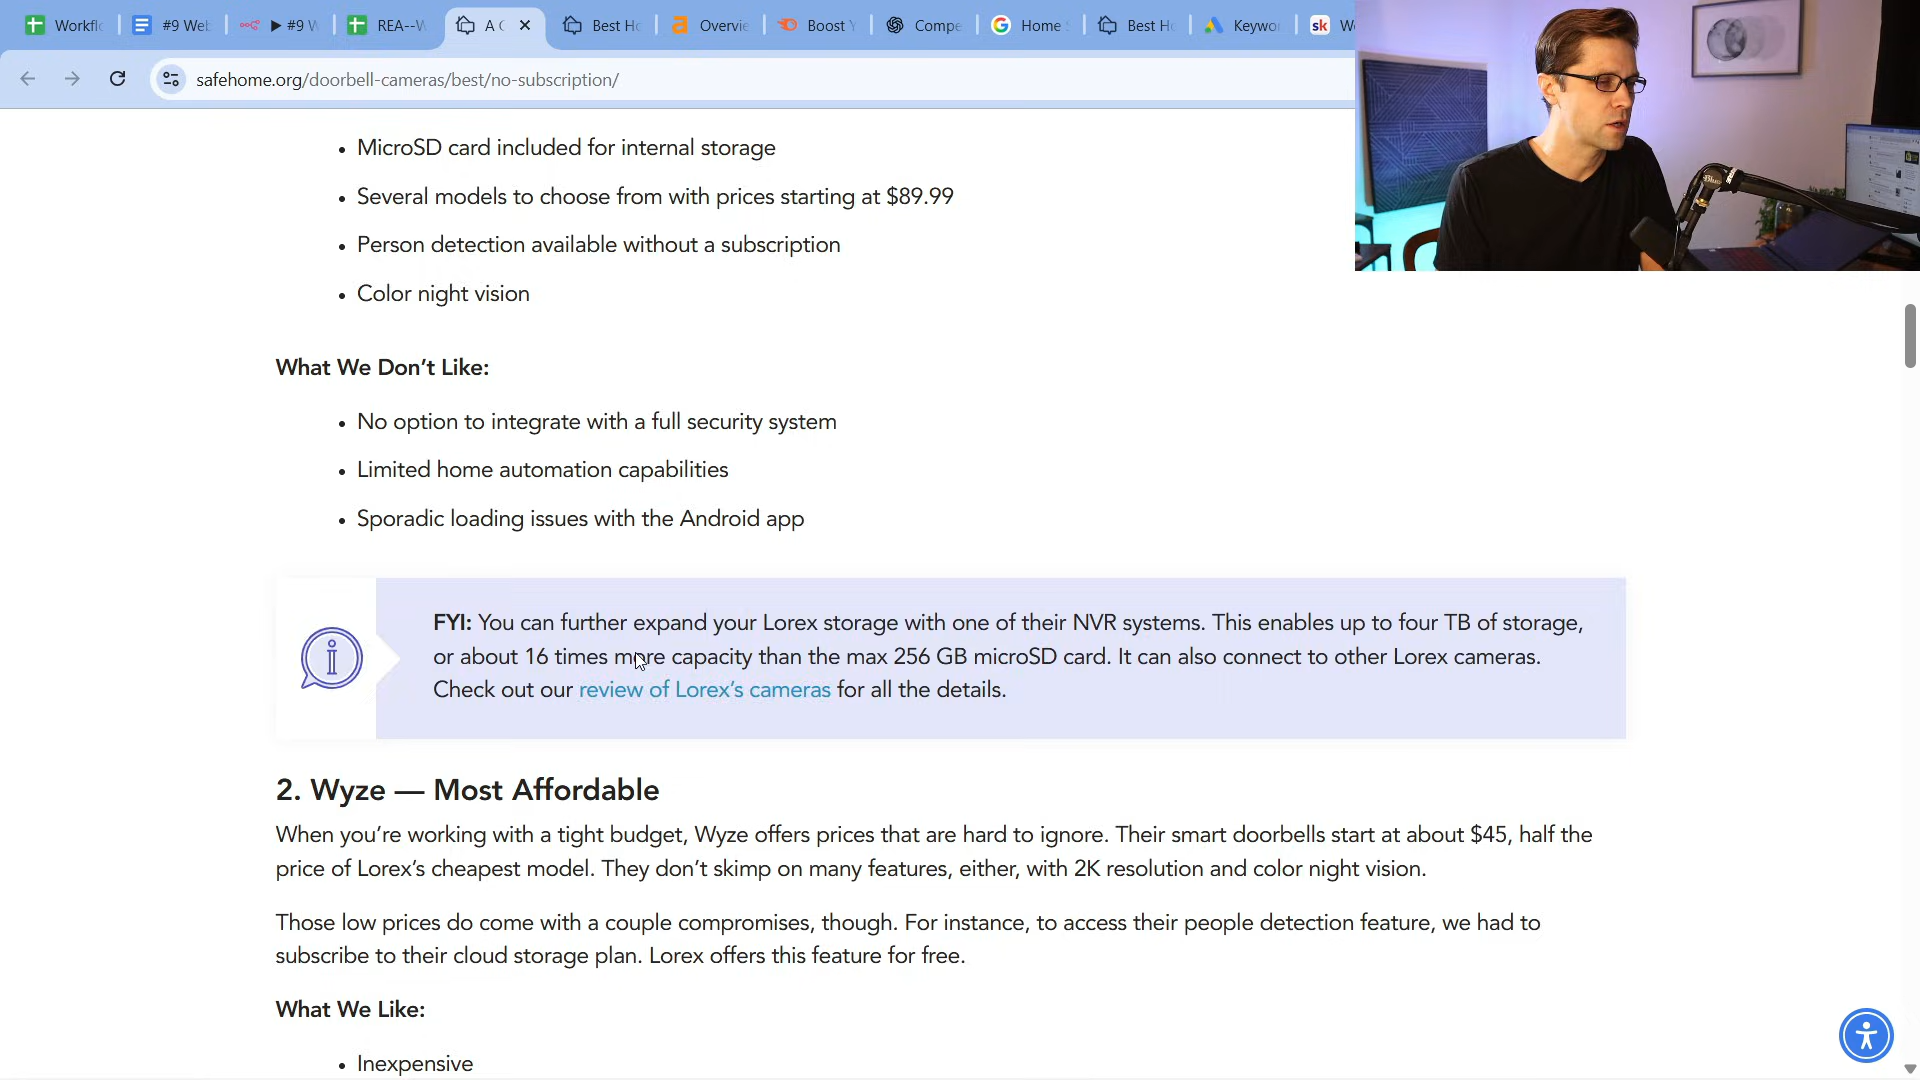 Workflo
#9 Web
▶ #9 W
REA--W
A C
Best Ho
Overvie
Boost Y
Compe
Home S
Best Ho
Keywor
sk
safehome.org/doorbell-cameras/best/no-subscription/
• MicroSD card included for internal storage
• Several models to choose from with prices starting at $89.99
• Person detection available without a subscription
• Color night vision
What We Don’t Like:
• No option to integrate with a full security system
• Limited home automation capabilities
• Sporadic loading issues with the Android app
FYI: You can further expand your Lorex storage with one of their NVR systems. This enables up to four TB of storage,
or about 16 times more capacity than the max 256 GB microSD card. It can also connect to other Lorex cameras.
Check out our review of Lorex’s cameras for all the details.
2. Wyze — Most Affordable
When you’re working with a tight budget, Wyze offers prices that are hard to ignore. Their smart doorbells start at about $45, half the
price of Lorex’s cheapest model. They don’t skimp on many features, either, with 2K resolution and color night vision.
Those low prices do come with a couple compromises, though. For instance, to access their people detection feature, we had to
subscribe to their cloud storage plan. Lorex offers this feature for free.
What We Like:
• Inexpensive
Blue